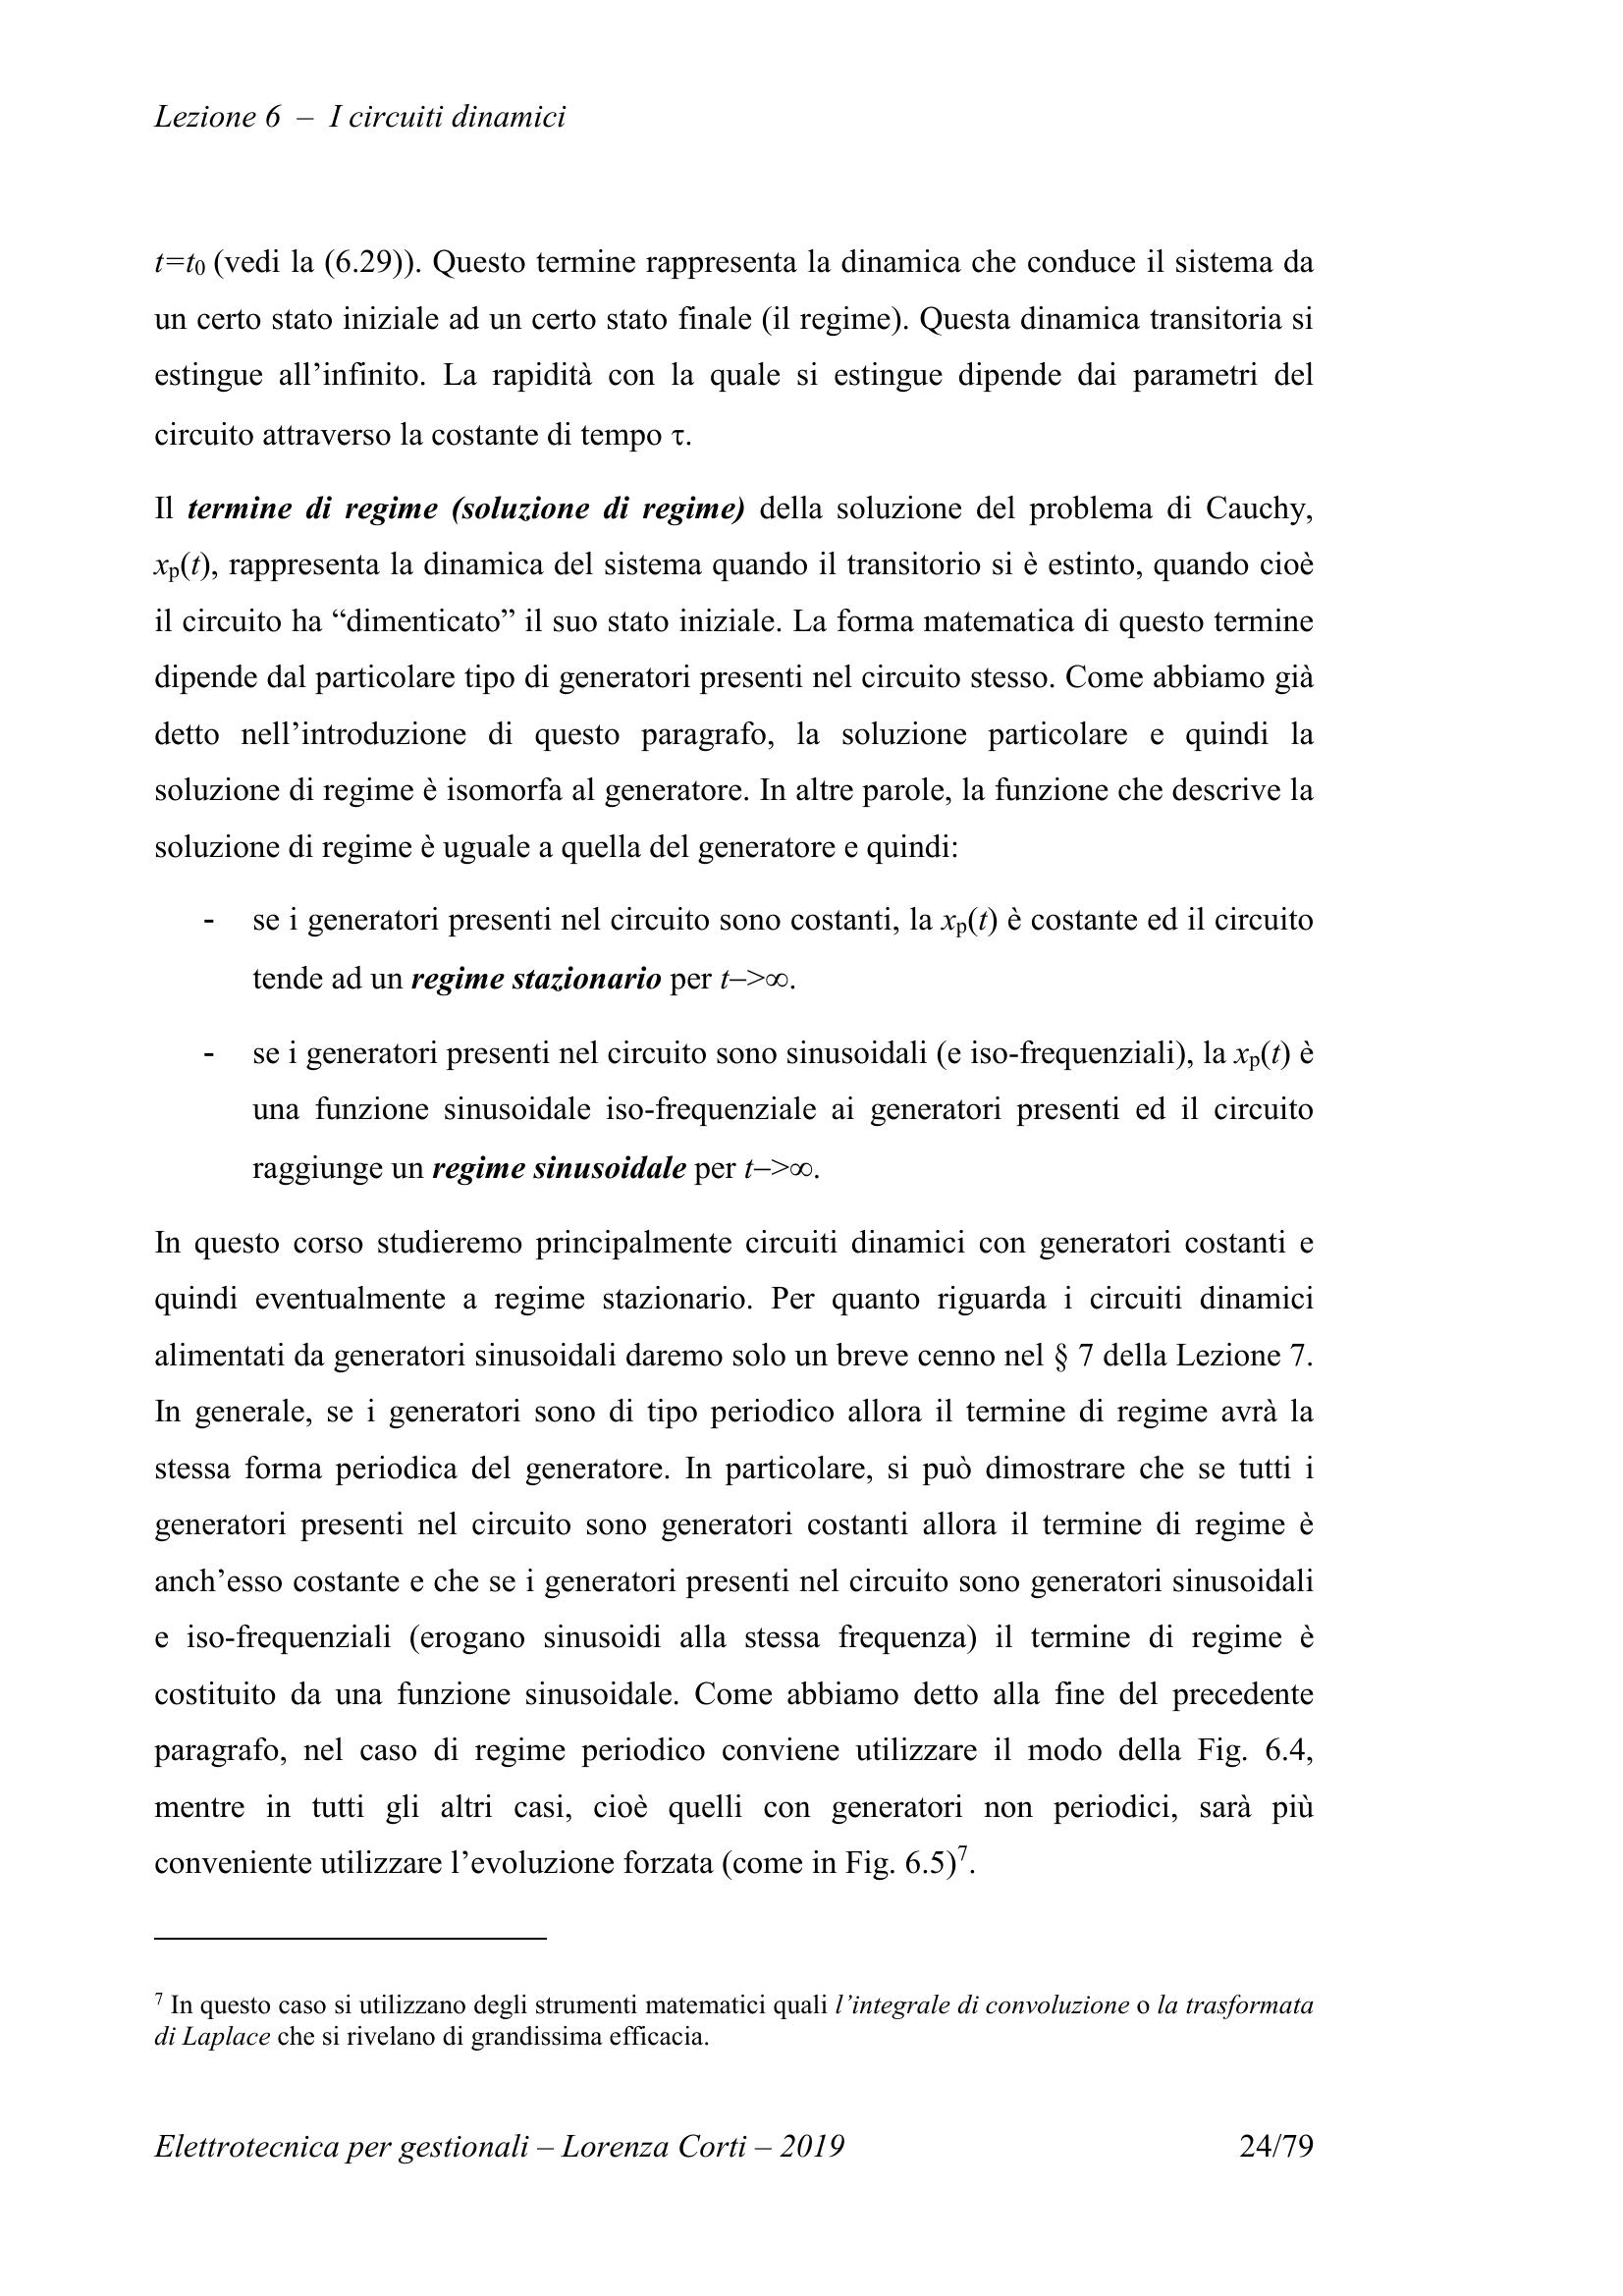 Lezione 6 – I circuiti dinamici
t=t0 (vedi la (6.29)). Questo termine rappresenta la dinamica che conduce il sistema da
un certo stato iniziale ad un certo stato finale (il regime). Questa dinamica transitoria si
estingue all’infinito. La rapidità con la quale si estingue dipende dai parametri del
circuito attraverso la costante di tempo τ.
Il termine di regime (soluzione di regime) della soluzione del problema di Cauchy,
xp(t), rappresenta la dinamica del sistema quando il transitorio si è estinto, quando cioè
il circuito ha “dimenticato” il suo stato iniziale. La forma matematica di questo termine
dipende dal particolare tipo di generatori presenti nel circuito stesso. Come abbiamo già
detto nell’introduzione di questo paragrafo, la soluzione particolare e quindi la
soluzione di regime è isomorfa al generatore. In altre parole, la funzione che descrive la
soluzione di regime è uguale a quella del generatore e quindi:
- se i generatori presenti nel circuito sono costanti, la xp(t) è costante ed il circuito
tende ad un regime stazionario per t–>∞.
- se i generatori presenti nel circuito sono sinusoidali (e iso-frequenziali), la xp(t) è
una funzione sinusoidale iso-frequenziale ai generatori presenti ed il circuito
raggiunge un regime sinusoidale per t–>∞.
In questo corso studieremo principalmente circuiti dinamici con generatori costanti e
quindi eventualmente a regime stazionario. Per quanto riguarda i circuiti dinamici
alimentati da generatori sinusoidali daremo solo un breve cenno nel § 7 della Lezione 7.
In generale, se i generatori sono di tipo periodico allora il termine di regime avrà la
stessa forma periodica del generatore. In particolare, si può dimostrare che se tutti i
generatori presenti nel circuito sono generatori costanti allora il termine di regime è
anch’esso costante e che se i generatori presenti nel circuito sono generatori sinusoidali
e iso-frequenziali (erogano sinusoidi alla stessa frequenza) il termine di regime è
costituito da una funzione sinusoidale. Come abbiamo detto alla fine del precedente
paragrafo, nel caso di regime periodico conviene utilizzare il modo della Fig. 6.4,
mentre in tutti gli altri casi, cioè quelli con generatori non periodici, sarà più
conveniente utilizzare l’evoluzione forzata (come in Fig. 6.5)7.
7 In questo caso si utilizzano degli strumenti matematici quali l’integrale di convoluzione o la trasformata
di Laplace che si rivelano di grandissima efficacia.
Elettrotecnica per gestionali – Lorenza Corti – 2019 24/79